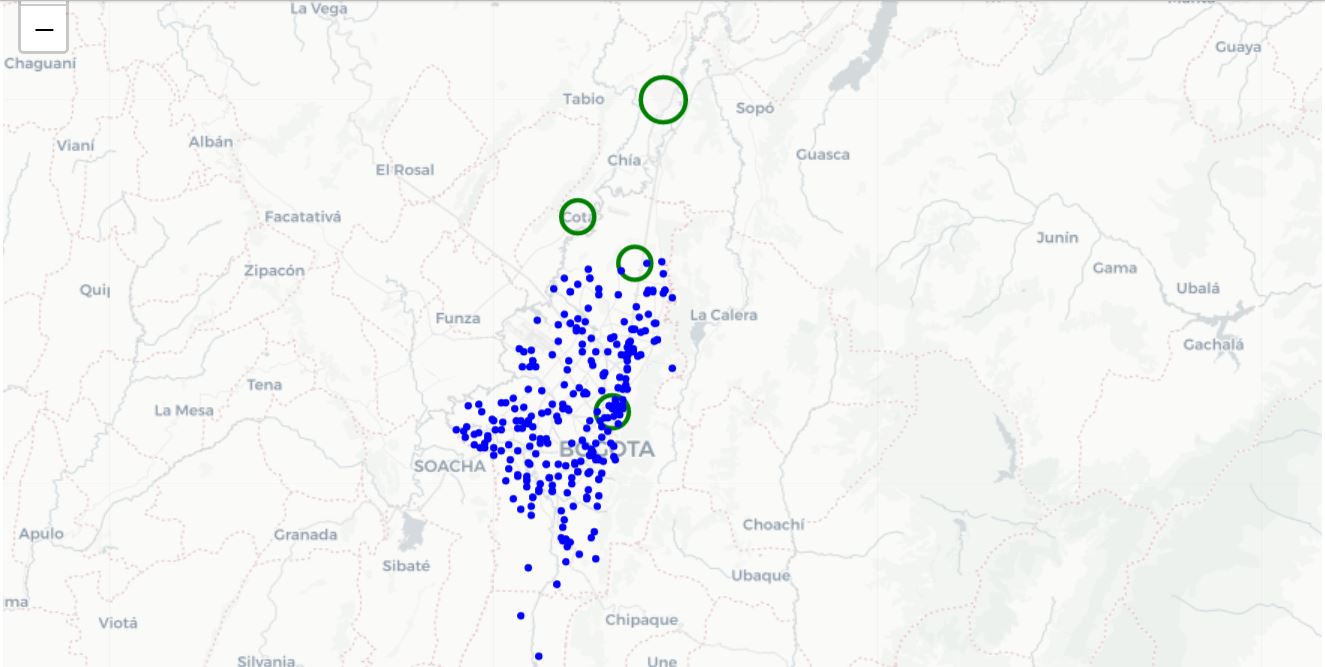 La Vega
Manta
−
Guaya
Chaguaní
Tabio
Sopó
Albán
Vianí
Guasca
Chía
El Rosal
Facatativá
Cota
Junín
Zipacón
Gama
Ubalá
Quip
Funza
La Calera
Gachalá
Tena
La Mesa
BOGOTA
SOACHA
Choachí
Apulo
Granada
Sibaté
Ubaque
ma
Viotá
Chipaque
Silvania
Une